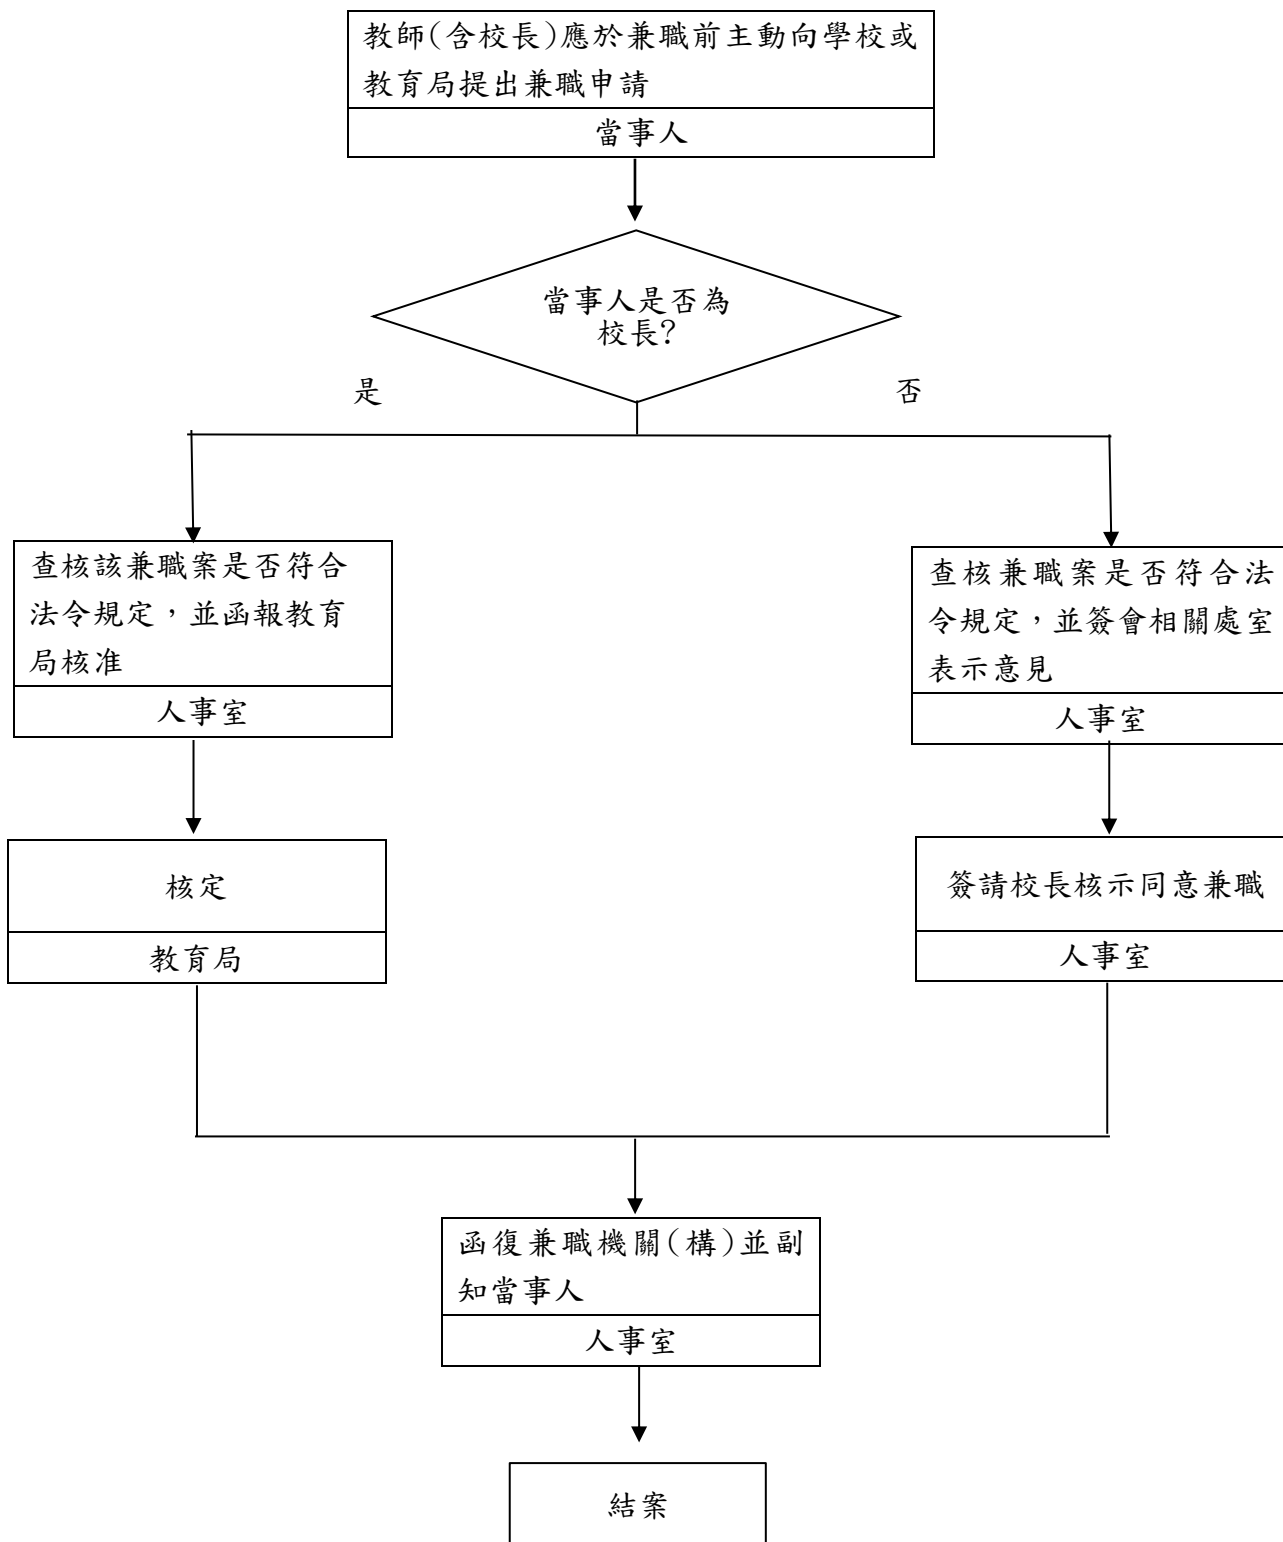 教師(含校長)應於兼職前主動向學校或
教育局提出兼職申請
當事人
當事人是否為
校長?
是
否
查核該兼職案是否符合
法令規定，並函報教育
局核准
人事室
查核兼職案是否符合法
令規定，並簽會相關處室
表示意見
人事室
核定
教育局
簽請校長核示同意兼職
人事室
函復兼職機關(構)並副
知當事人
人事室
結案